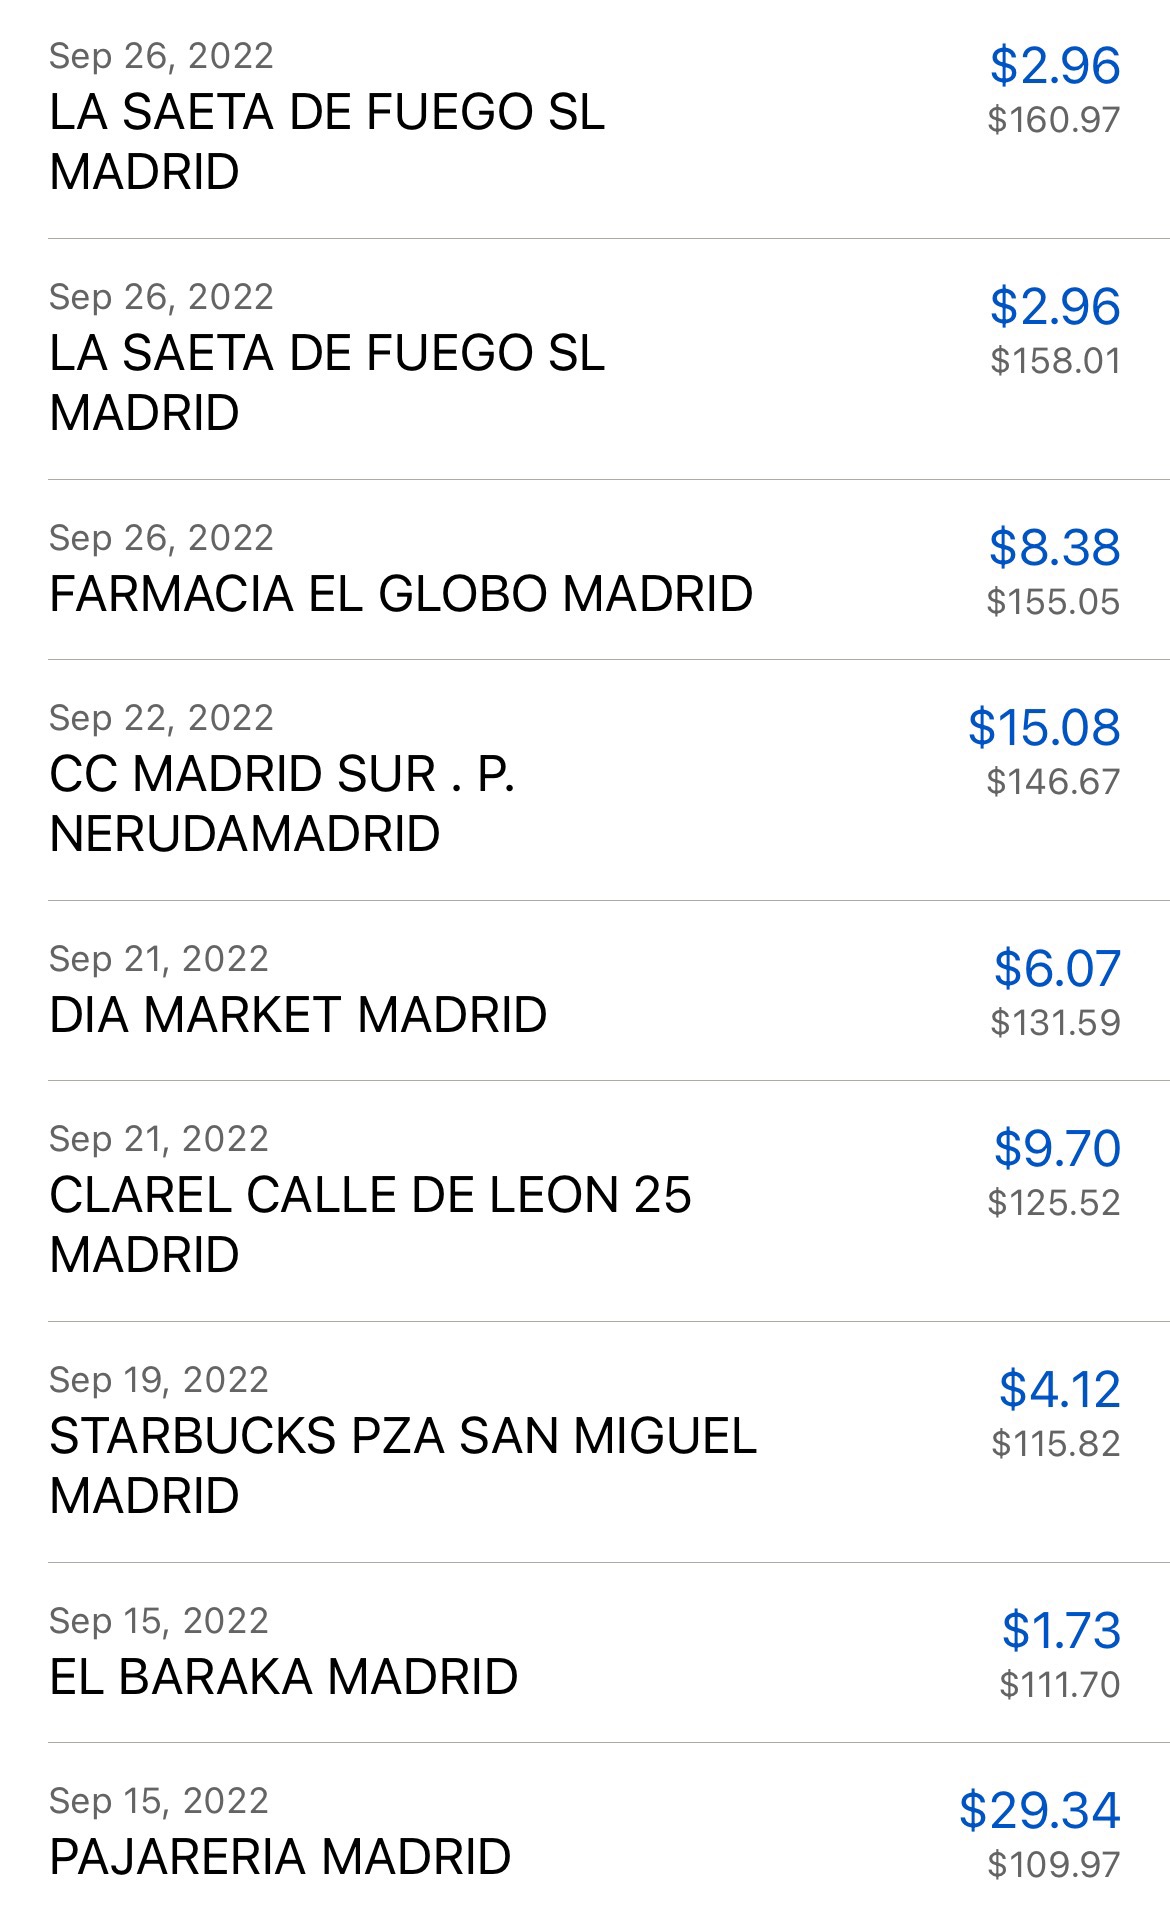 Sep 26, 2022
$2.96
LA SAETA DE FUEGO SL
$160.97
MADRID
Sep 26, 2022
$2.96
LA SAETA DE FUEGO SL
$158.01
MADRID
Sep 26, 2022
$8.38
FARMACIA EL GLOBO MADRID
$155.05
Sep 22, 2022
$15.08
CC MADRID SUR . P.
$146.67
NERUDAMADRID
Sep 21, 2022
$6.07
DIA MARKET MADRID
$131.59
Sep 21, 2022
$9.70
CLAREL CALLE DE LEON 25
$125.52
MADRID
Sep 19, 2022
$4.12
STARBUCKS PZA SAN MIGUEL
$115.82
MADRID
Sep 15, 2022
$1.73
EL BARAKA MADRID
$111.70
Sep 15, 2022
$29.34
PAJARERIA MADRID
$109.97